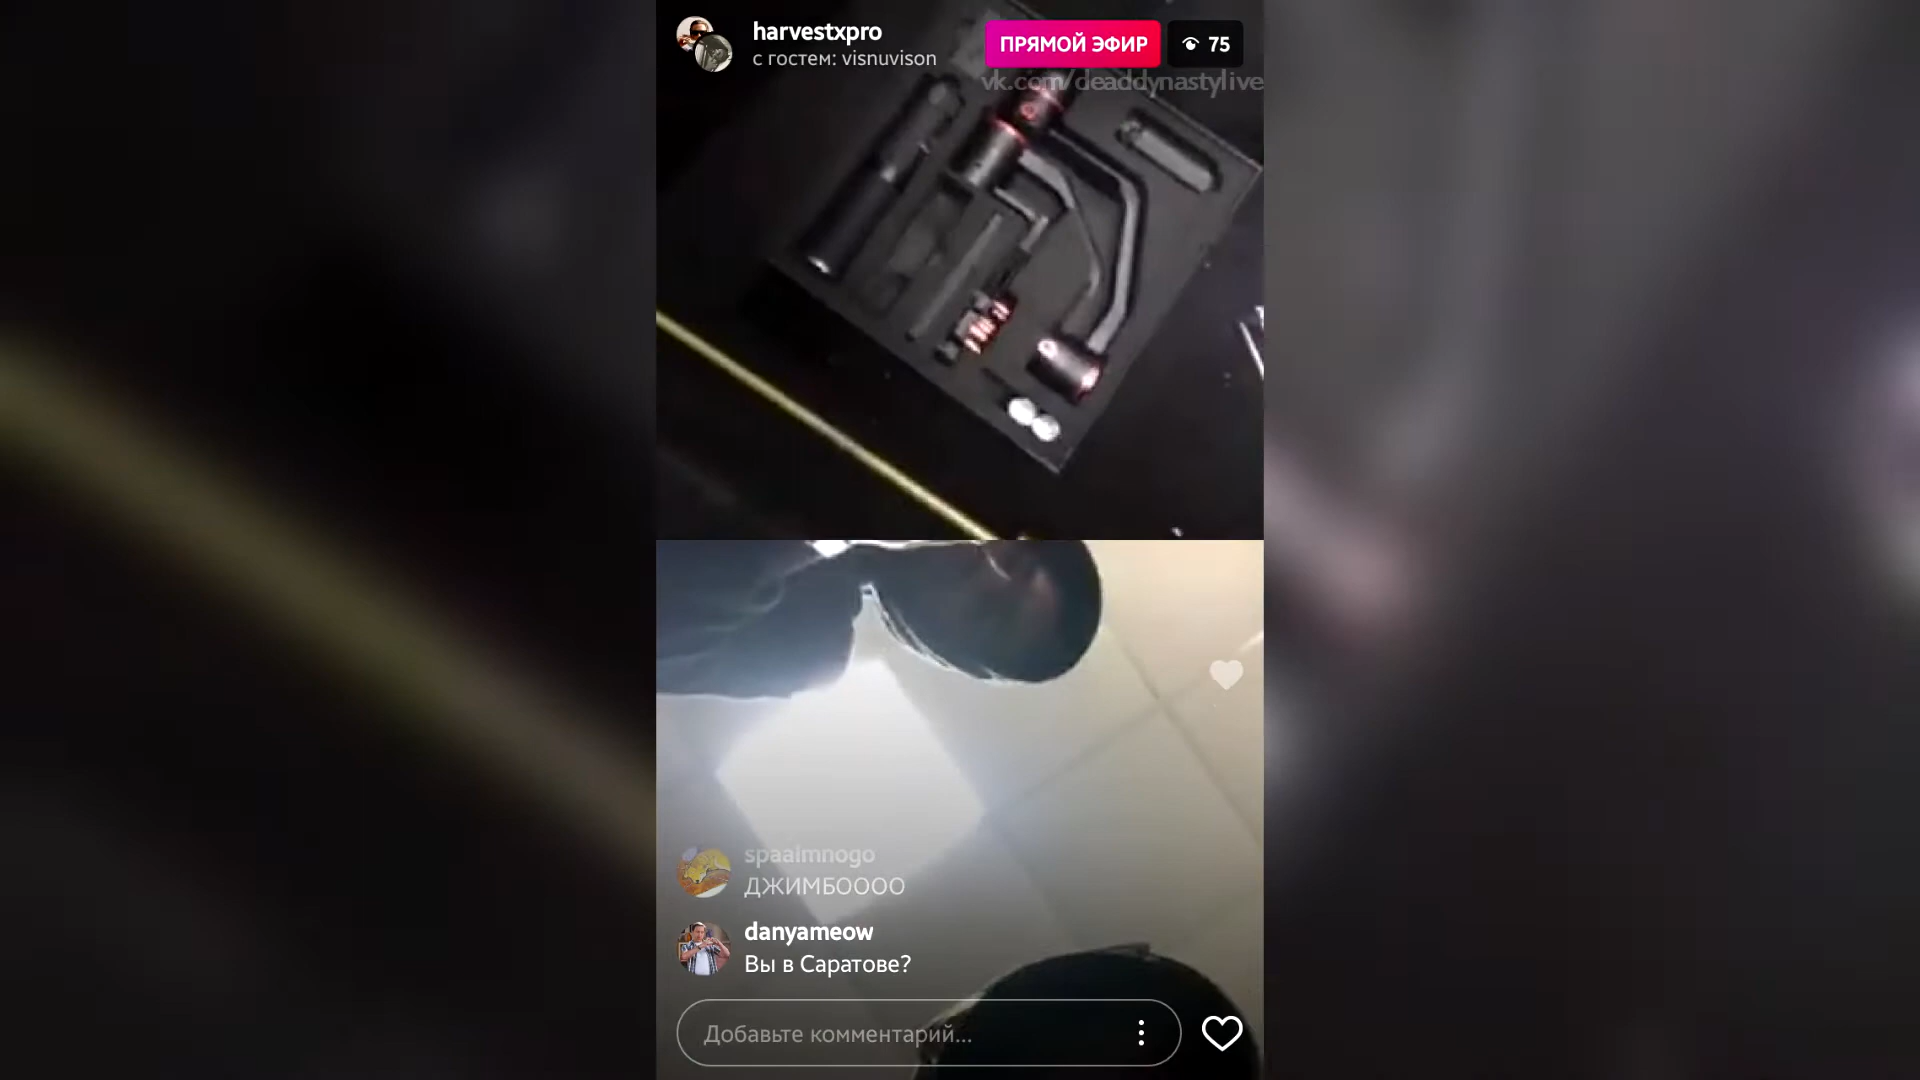 harvestxpro
с гостем: visnuvison
ПРЯМОЙ ЭФИР
75
vk.com/deaddynastylive
spaalmnogo
ДЖИМБОООО
danyameow
Вы в Саратове?
Добавьте комментарий...